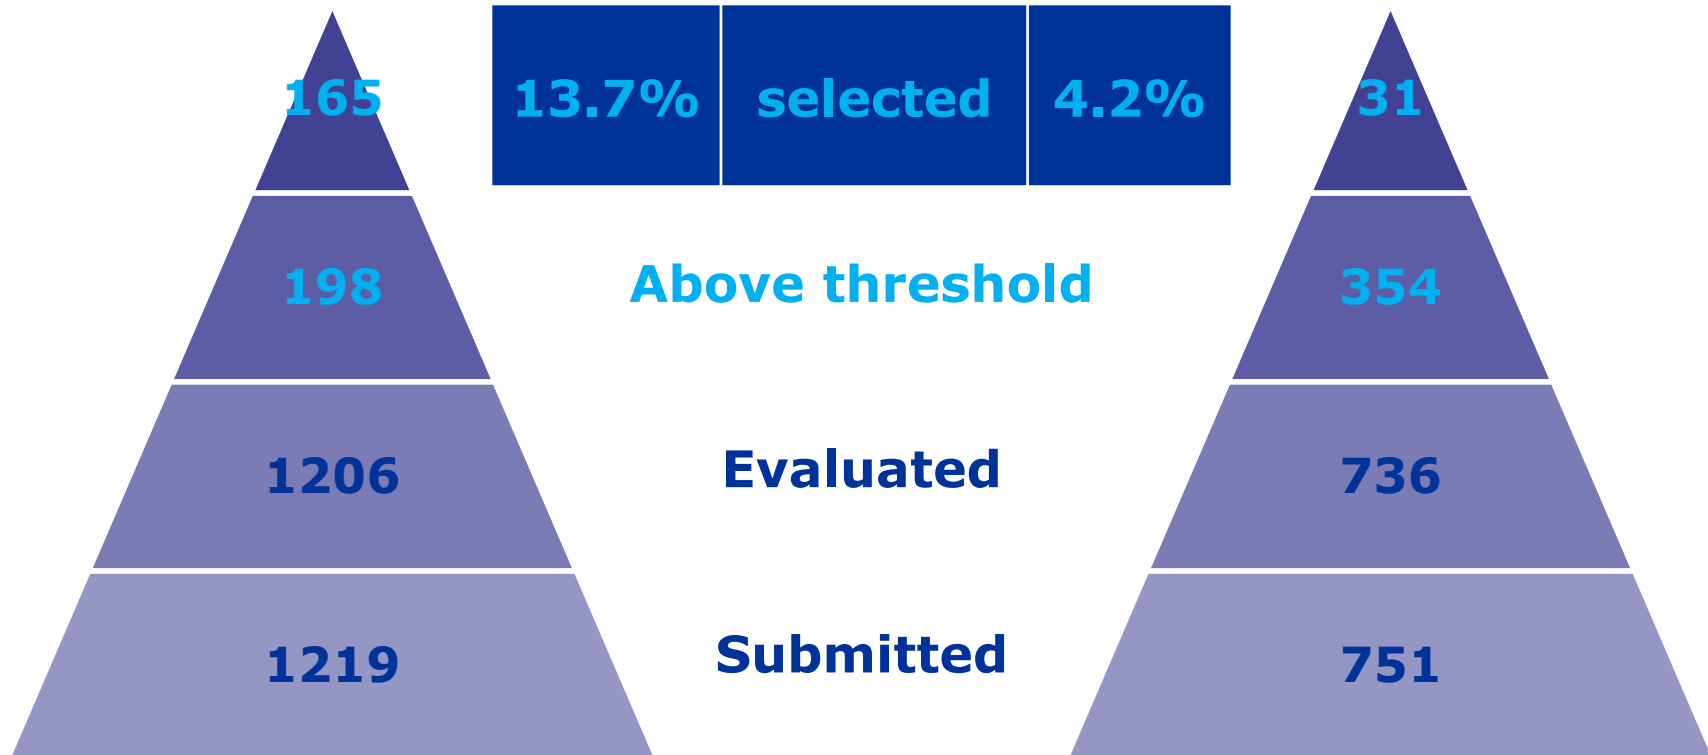 165 13.7% selected 4.2% 31
198 Above threshold 354
1206 Evaluated 736
1219 Submitted 751